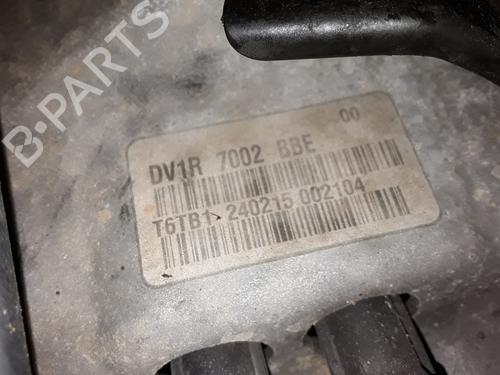 B-PARTS
00
DV1R 7002 BBE
T6TB1 240215 002104